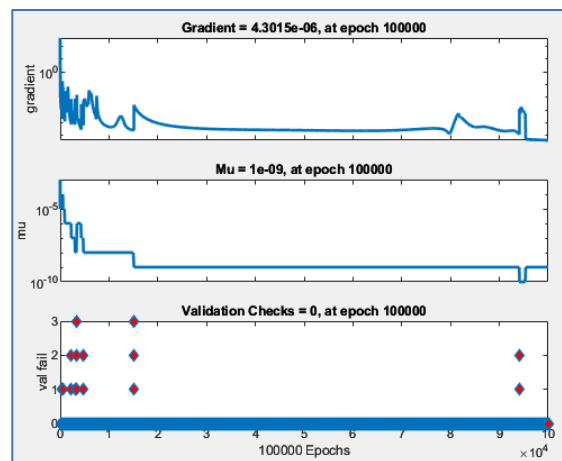 Gradient = 4.3015e-06, at epoch 100000
10^0
gradient
Mu = 1e-09, at epoch 100000
10^-5
mu
10^-10
Validation Checks = 0, at epoch 100000
3
2
val fail
1
0
0 1 2 3 4 5 6 7 8 9 10
100000 Epochs
×10^4